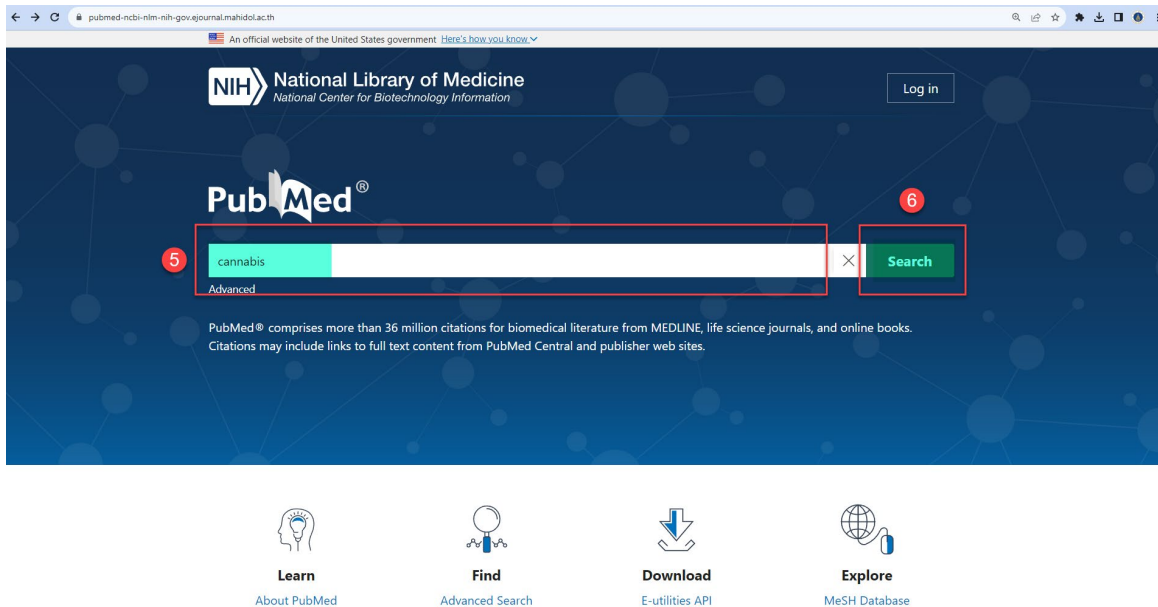 pubmed-ncbi-nlm-nih-gov.ejournal.mahidol.ac.th
An official website of the United States government Here's how you know
NIH National Library of Medicine
National Center for Biotechnology Information
Log in
PubMed®
6
5
cannabis
Search
Advanced
PubMed® comprises more than 36 million citations for biomedical literature from MEDLINE, life science journals, and online books.
Citations may include links to full text content from PubMed Central and publisher web sites.
Learn Find Download Explore
About PubMed Advanced Search E-utilities API MeSH Database